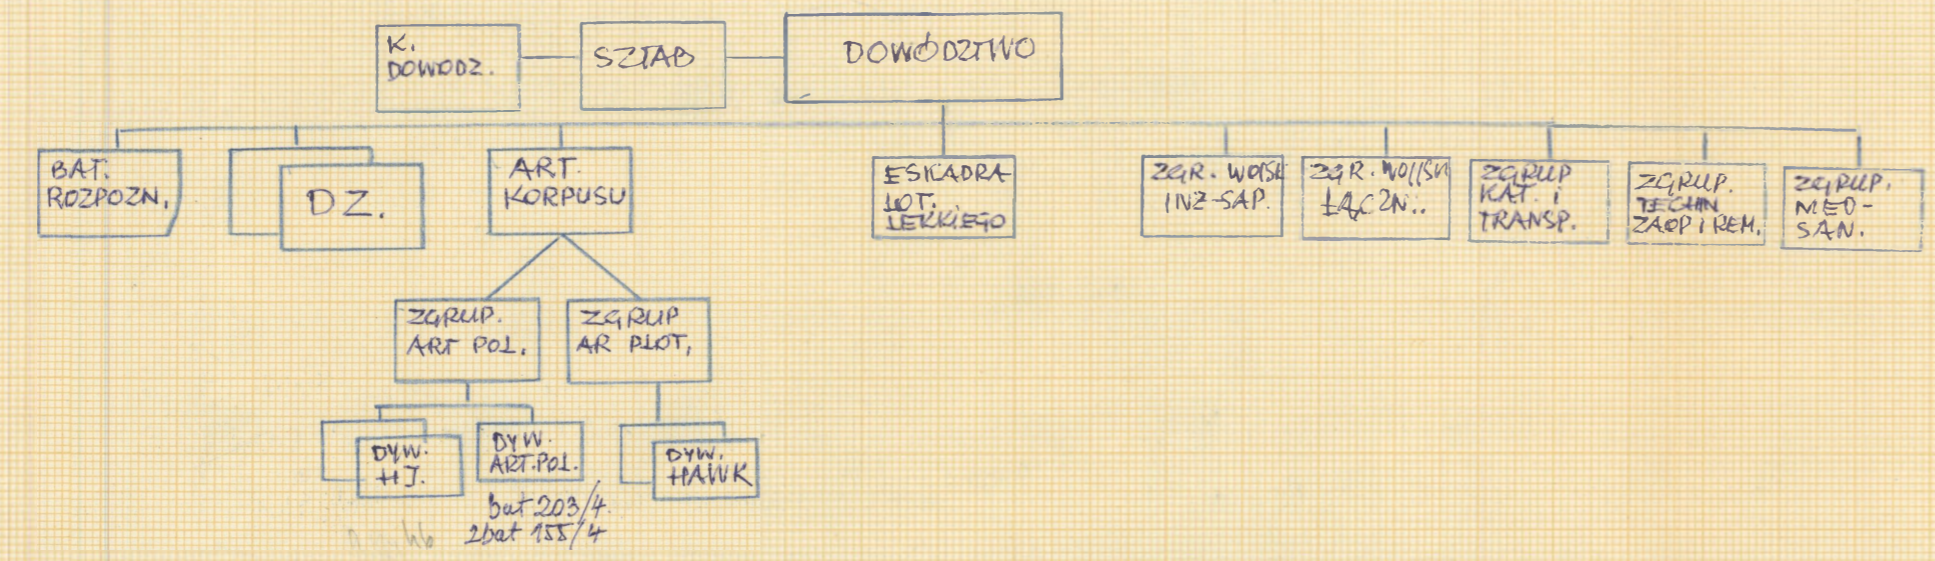 K.
DOWODZ.
SZTAB
DOWÓDZTWO
BAT.
ROZPOZN.
DZ.
ART.
KORPUSU
ESKADRA
LOT.
LEKKIEGO
ZGR. WOJSK
INZ-SAP.
ZGR. WOJSK
ŁĄCZN..
ZGRUP
KAT. i
TRANSP.
ZGRUP.
TECHN
ZAOP i REM.
ZGRUP.
MED-
SAN.
ZGRUP.
ART POL.
ZGRUP
AR PLOT.
DYW.
HJ.
DYW.
ART.POL.
DYW.
HAWK
bat 203/4.
2bat 155/4